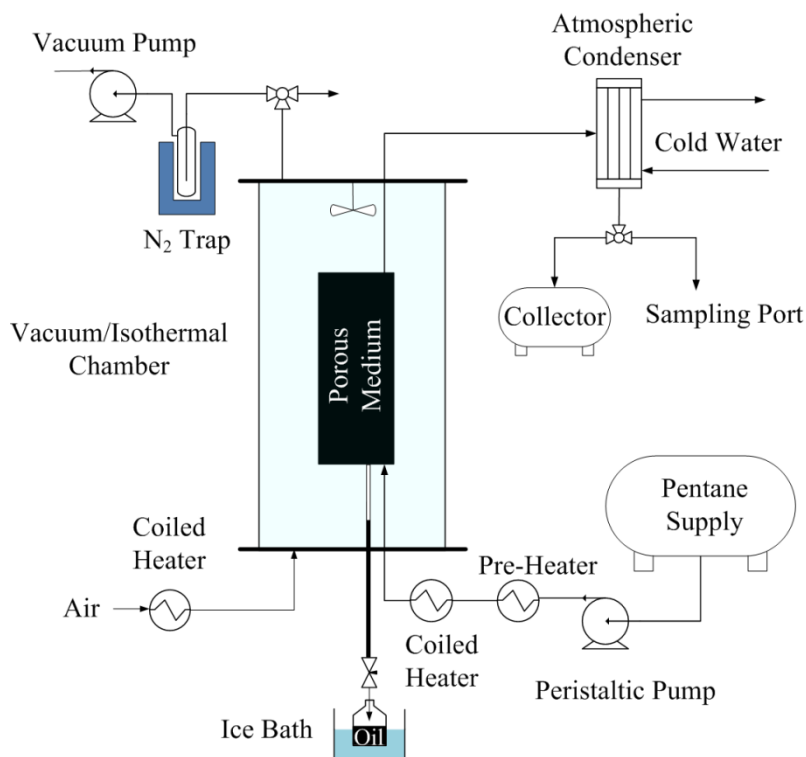 Vacuum Pump
N₂ Trap
Atmospheric
Condenser
Cold Water
Collector
Sampling Port
Vacuum/Isothermal
Chamber
Porous
Medium
Pentane
Supply
Coiled
Heater
Air
Pre-Heater
Coiled
Heater
Peristaltic Pump
Ice Bath
Oil